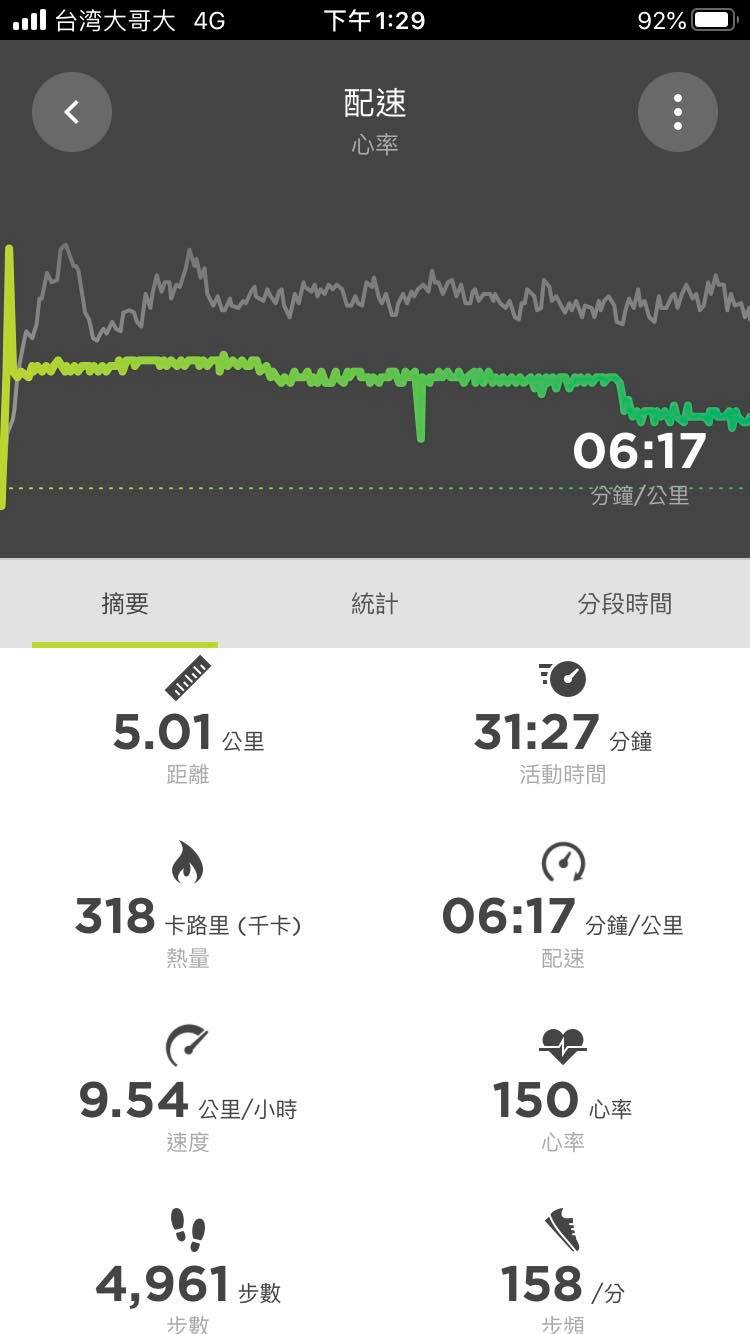 台湾大哥大 4G 下午1:29 92%
配速
心率
06:17
分鐘/公里
摘要 統計 分段時間
5.01 公里 31:27 分鐘
距離 活動時間
318 卡路里 (千卡) 06:17 分鐘/公里
熱量 配速
9.54 公里/小時 150 心率
速度 心率
4,961 步數 158 /分
步數 步頻